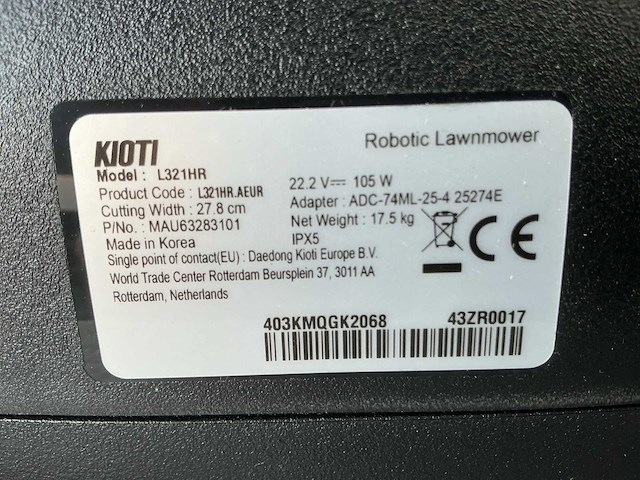 KIOTI
Robotic Lawnmower
Model : L321HR
Product Code : L321HR.AEUR
22.2 V⎓ 105 W
Cutting Width : 27.8 cm
Adapter : ADC-74ML-25-4 25274E
P/No. : MAU63283101
Net Weight : 17.5 kg
Made in Korea
IPX5
CE
Single point of contact(EU) : Daedong Kioti Europe B.V.
World Trade Center Rotterdam Beursplein 37, 3011 AA
Rotterdam, Netherlands
403KMQGK2068
43ZR0017